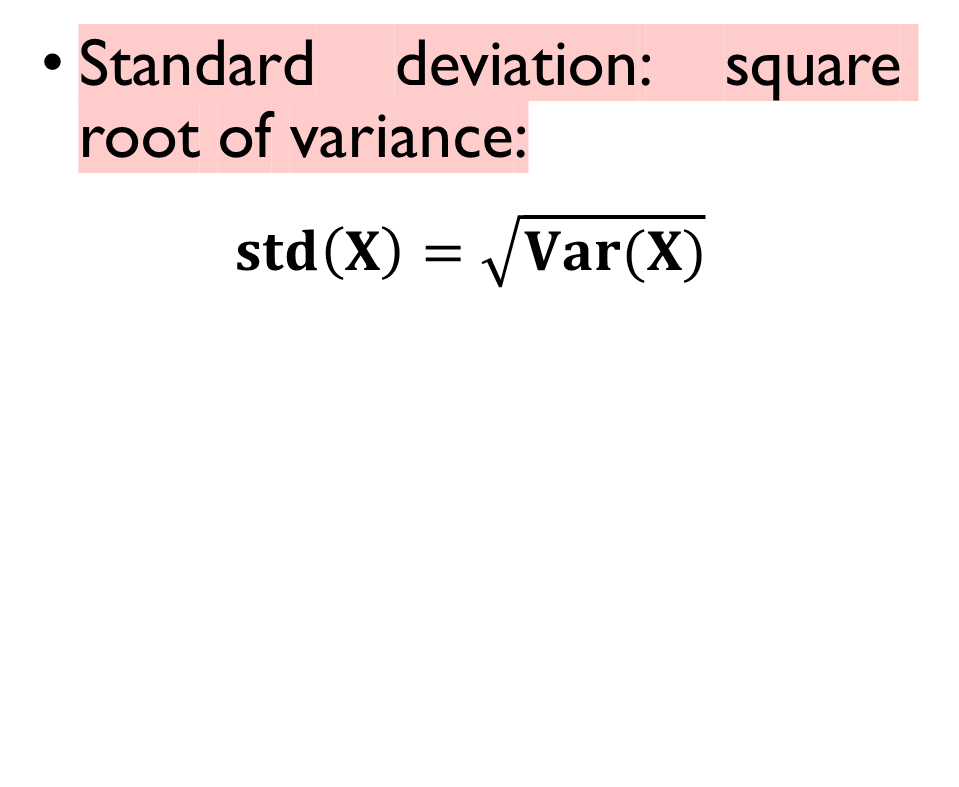 • Standard deviation: square
root of variance:
std(X) = √Var(X)